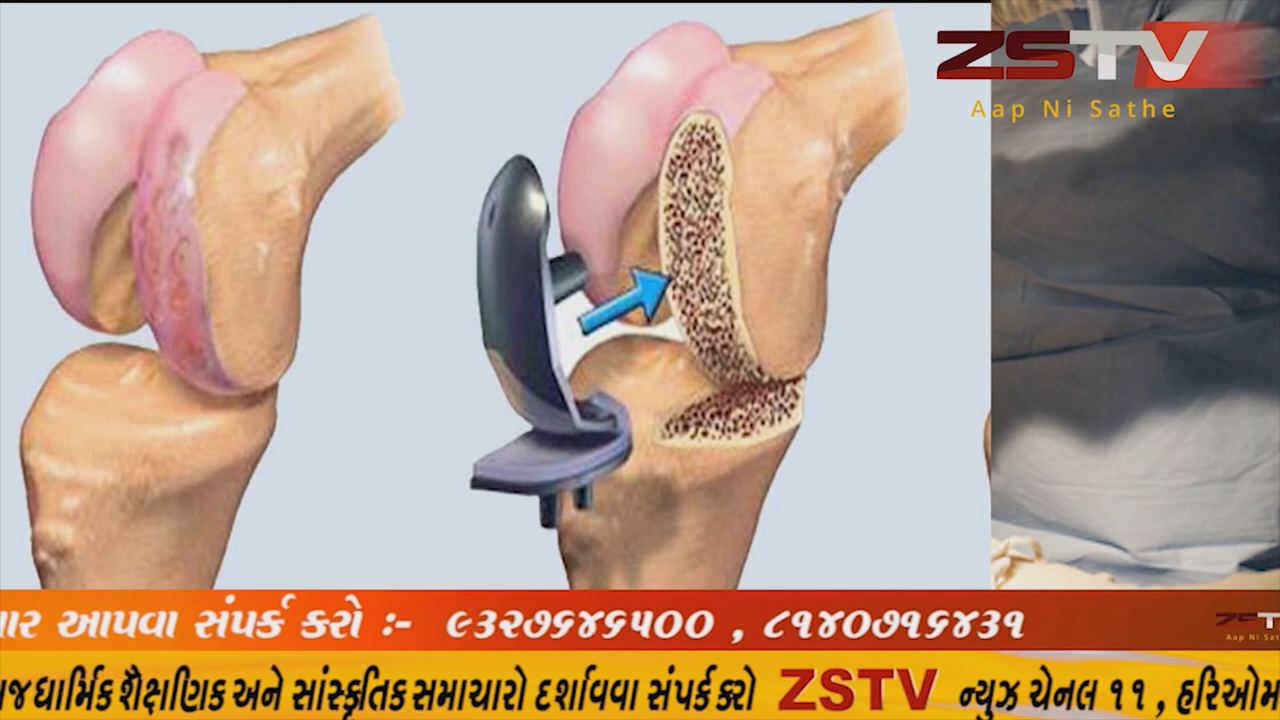 ZSTV
Aap Ni Sathe
આપવા સંપર્ક કરો :- ૯૩૨૭૬૪૬૫૦૦ , ૮૧૪૦૭૧૬૪૩૧
ધાર્મિક શૈક્ષણિક અને સાંસ્કૃતિક સમાચારો દર્શાવવા સંપર્ક કરો ZSTV ન્યુઝ ચેનલ ૧૧ , હરિઓમ